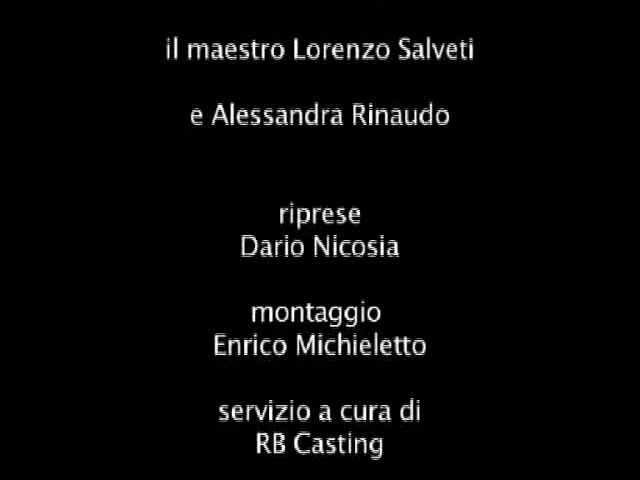 il maestro Lorenzo Salveti
e Alessandra Rinaudo
riprese
Dario Nicosia
montaggio
Enrico Michieletto
servizio a cura di
RB Casting